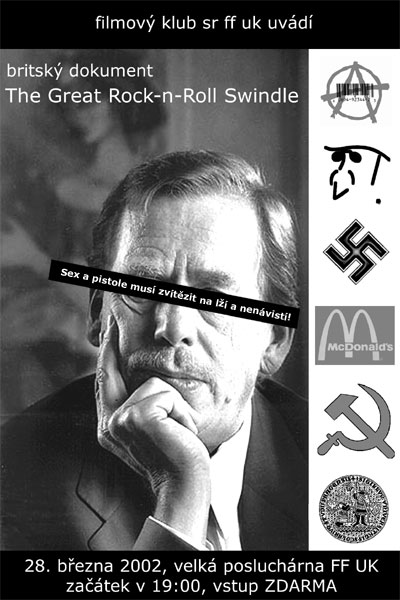 filmový klub sr ff uk uvádí
britský dokument
The Great Rock-n-Roll Swindle
Sex a pistole musí zvítězit na lží a nenávistí!
McDonald's
28. března 2002, velká posluchárna FF UK
začátek v 19:00, vstup ZDARMA